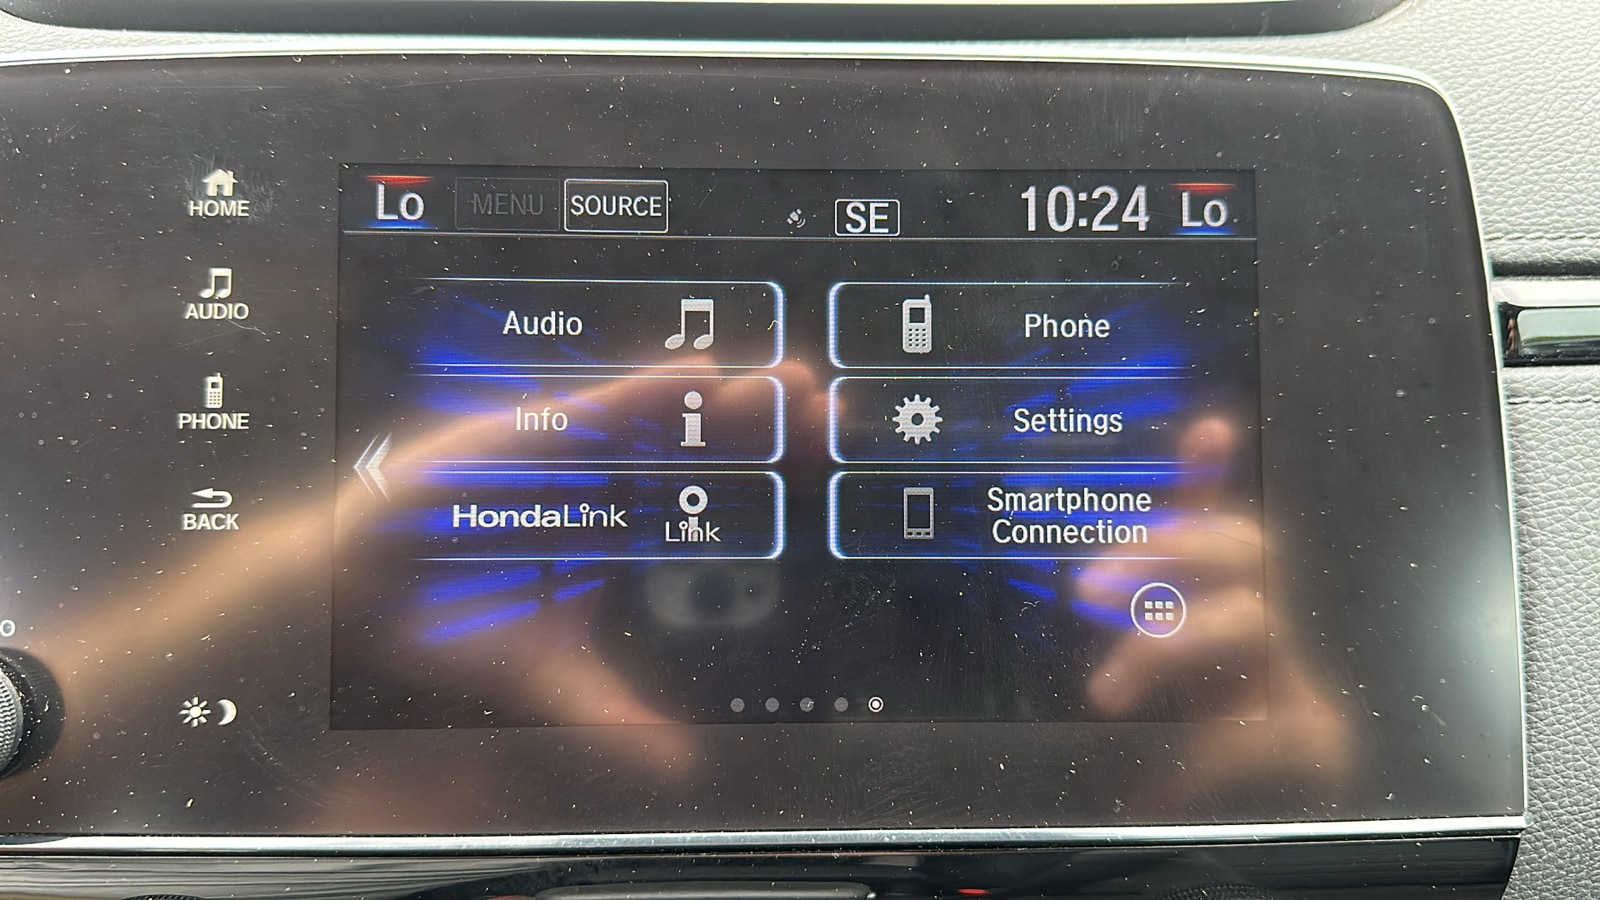 Lo MENU SOURCE SE 10:24 Lo
HOME
AUDIO
PHONE
BACK
Audio
Phone
Info
Settings
HondaLink
Link
Smartphone
Connection